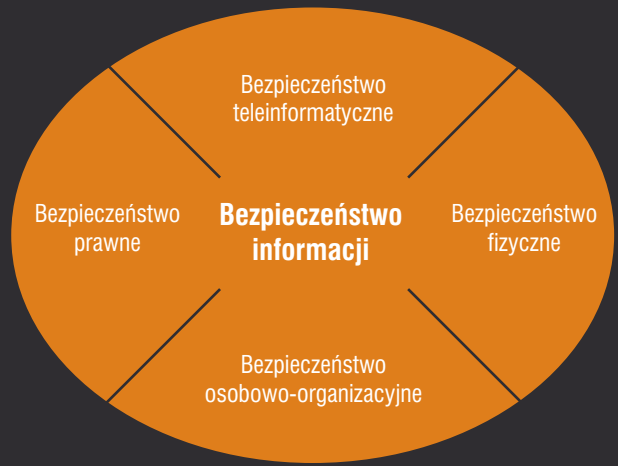 Bezpieczeństwo
teleinformatyczne
Bezpieczeństwo
prawne
Bezpieczeństwo
informacji
Bezpieczeństwo
fizyczne
Bezpieczeństwo
osobowo-organizacyjne